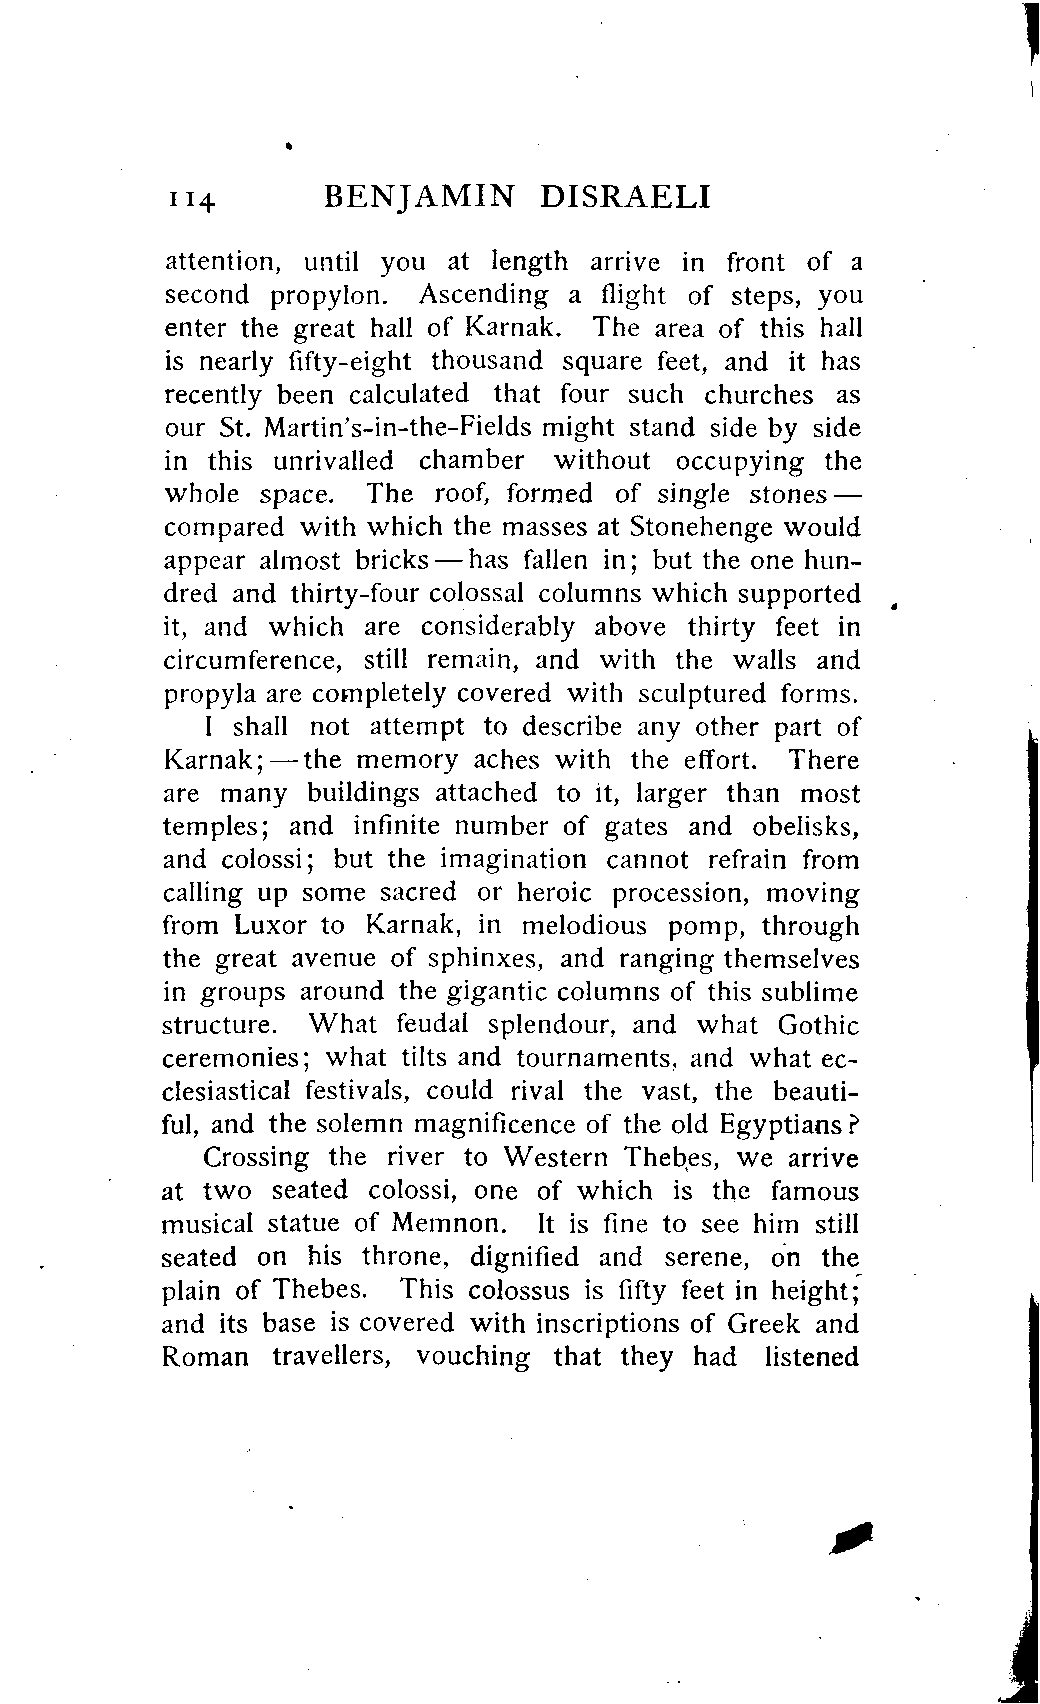 114 BENJAMIN DISRAELI
attention, until you at length arrive in front of a
second propylon. Ascending a flight of steps, you
enter the great hall of Karnak. The area of this hall
is nearly fifty-eight thousand square feet, and it has
recently been calculated that four such churches as
our St. Martin's-in-the-Fields might stand side by side
in this unrivalled chamber without occupying the
whole space. The roof, formed of single stones—
compared with which the masses at Stonehenge would
appear almost bricks—has fallen in; but the one hun-
dred and thirty-four colossal columns which supported
it, and which are considerably above thirty feet in
circumference, still remain, and with the walls and
propyla are completely covered with sculptured forms.
I shall not attempt to describe any other part of
Karnak;—the memory aches with the effort. There
are many buildings attached to it, larger than most
temples; and infinite number of gates and obelisks,
and colossi; but the imagination cannot refrain from
calling up some sacred or heroic procession, moving
from Luxor to Karnak, in melodious pomp, through
the great avenue of sphinxes, and ranging themselves
in groups around the gigantic columns of this sublime
structure. What feudal splendour, and what Gothic
ceremonies; what tilts and tournaments, and what ec-
clesiastical festivals, could rival the vast, the beauti-
ful, and the solemn magnificence of the old Egyptians?
Crossing the river to Western Thebes, we arrive
at two seated colossi, one of which is the famous
musical statue of Memnon. It is fine to see him still
seated on his throne, dignified and serene, on the
plain of Thebes. This colossus is fifty feet in height;
and its base is covered with inscriptions of Greek and
Roman travellers, vouching that they had listened